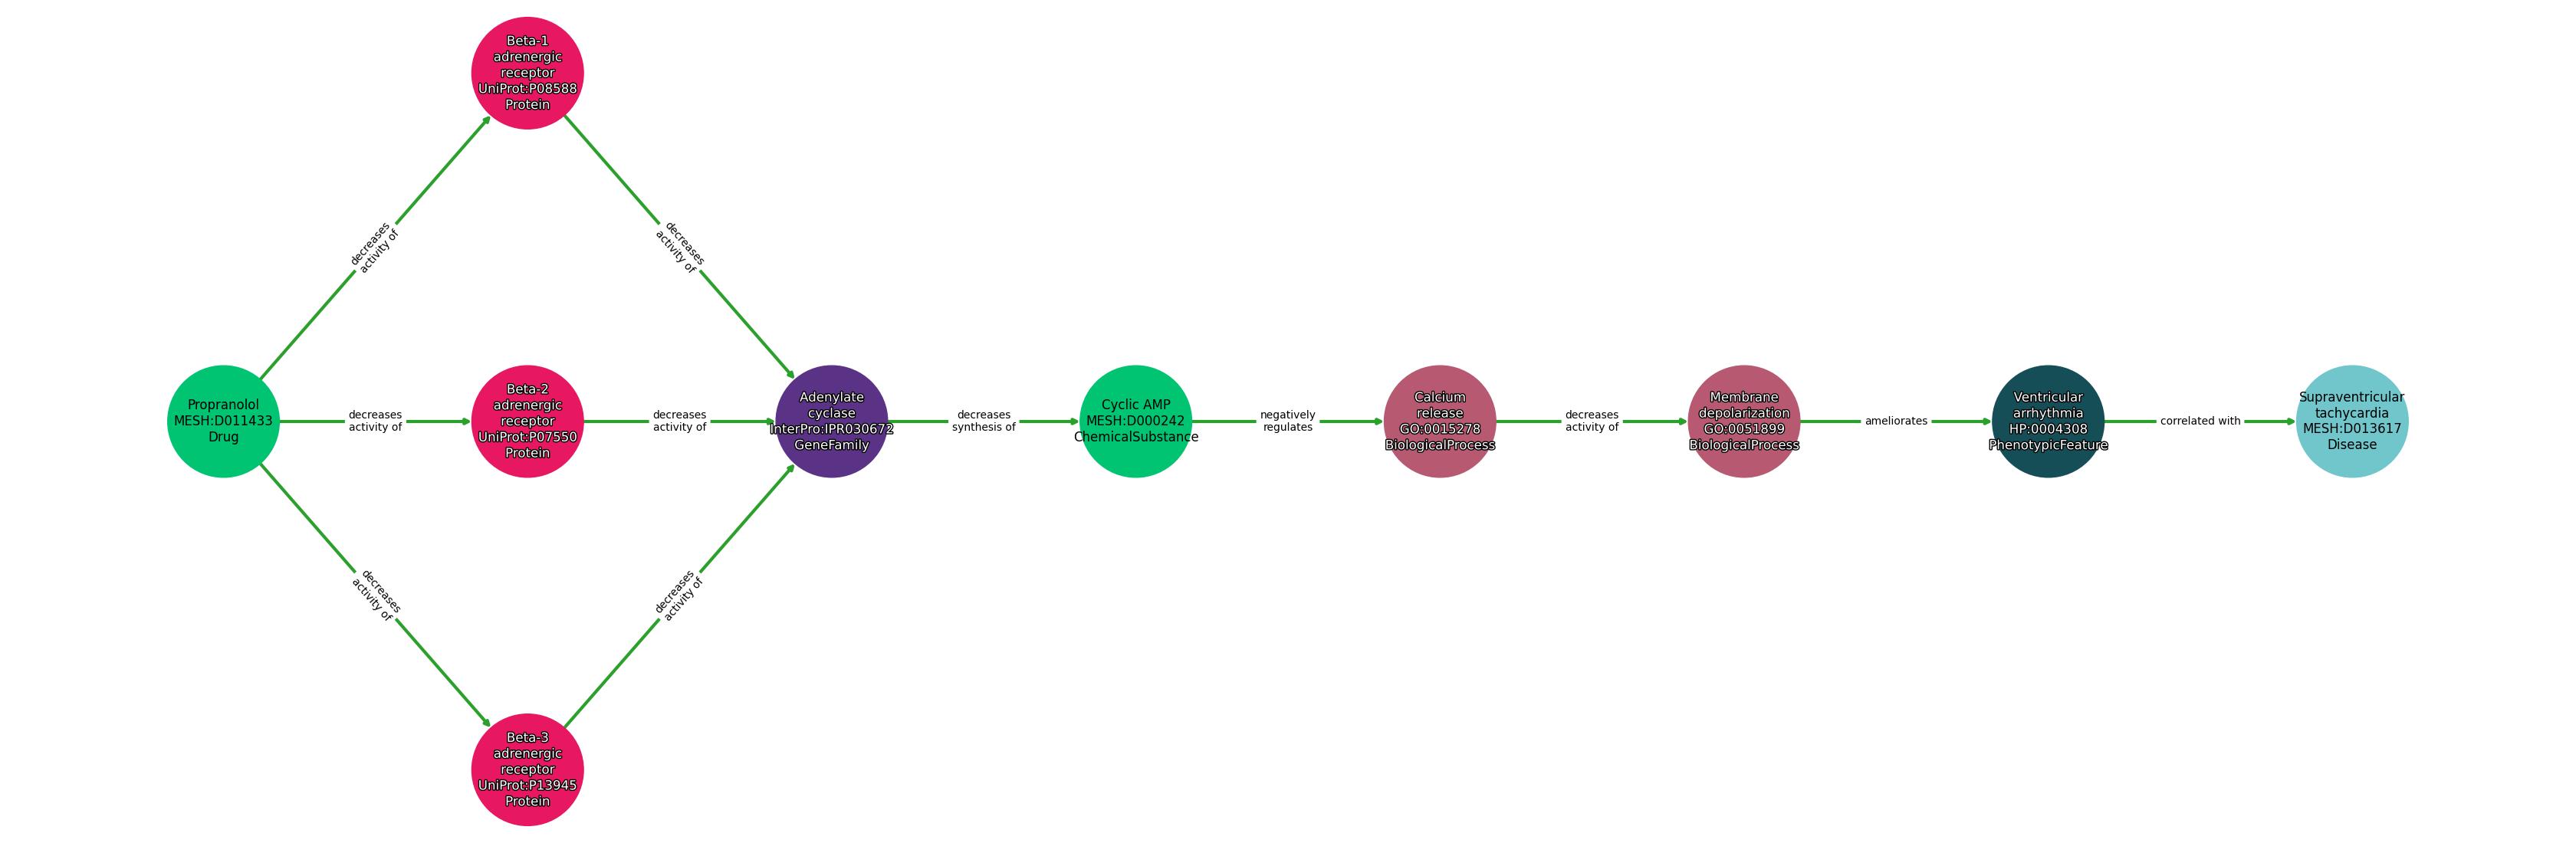 Beta-1
adrenergic
receptor
UniProt:P08588
Protein
decreases
activity of
decreases
activity of
Propranolol
MESH:D011433
Drug
decreases
activity of
Beta-2
adrenergic
receptor
UniProt:P07550
Protein
decreases
activity of
Adenylate
cyclase
InterPro:IPR030672
GeneFamily
decreases
synthesis of
Cyclic AMP
MESH:D000242
ChemicalSubstance
negatively
regulates
Calcium
release
GO:0015278
BiologicalProcess
decreases
activity of
Membrane
depolarization
GO:0051899
BiologicalProcess
ameliorates
Ventricular
arrhythmia
HP:0004308
PhenotypicFeature
correlated with
Supraventricular
tachycardia
MESH:D013617
Disease
decreases
activity of
decreases
activity of
Beta-3
adrenergic
receptor
UniProt:P13945
Protein